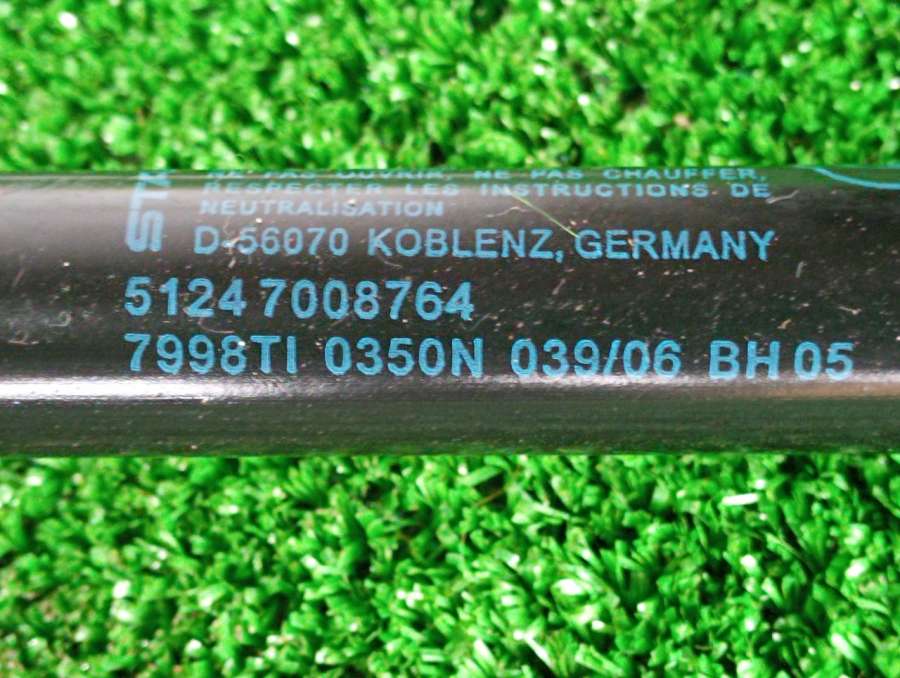 NE PAS OUVRIR, NE PAS CHAUFFER,
RESPECTER LES INSTRUCTIONS DE
NEUTRALISATION
D-56070 KOBLENZ, GERMANY
5124 7008764
7998TI 0350N 039/06 BH 05